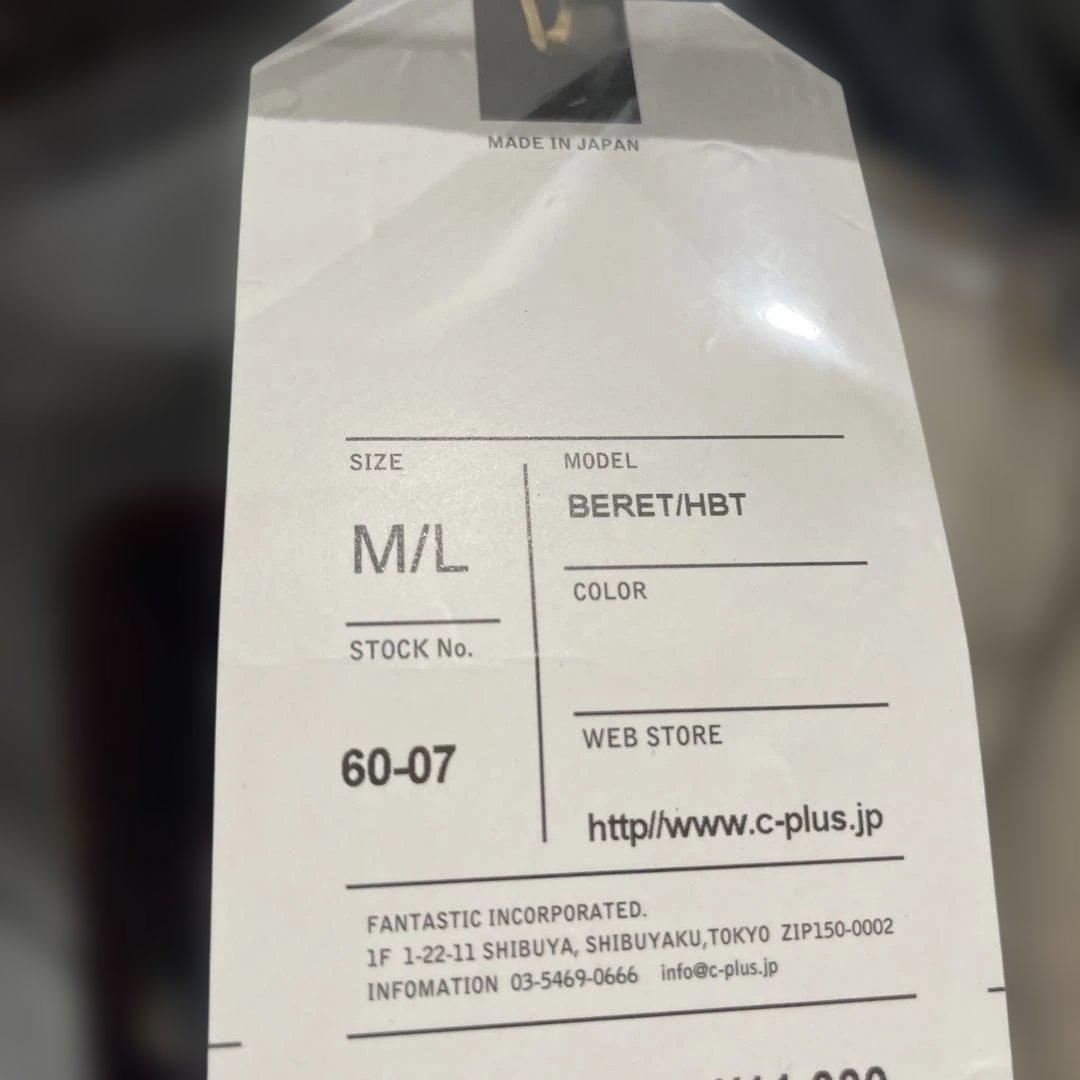 MADE IN JAPAN
SIZE
M/L
STOCK No.
60-07
MODEL
BERET/HBT
COLOR
WEB STORE
http//www.c-plus.jp
FANTASTIC INCORPORATED.
1F 1-22-11 SHIBUYA, SHIBUYAKU,TOKYO ZIP150-0002
INFOMATION 03-5469-0666 info@c-plus.jp